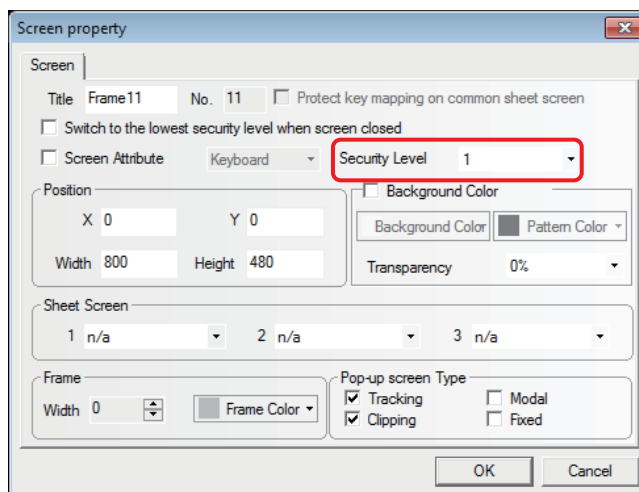 Screen property
Screen
Title Frame11 No. 11 Protect key mapping on common sheet screen
Switch to the lowest security level when screen closed
Screen Attribute Keyboard Security Level 1
Position Background Color
X 0 Y 0 Background Color Pattern Color
Width 800 Height 480 Transparency 0%
Sheet Screen
1 n/a 2 n/a 3 n/a
Frame Pop-up screen Type
Width 0 Frame Color Tracking Modal
Clipping Fixed
OK Cancel